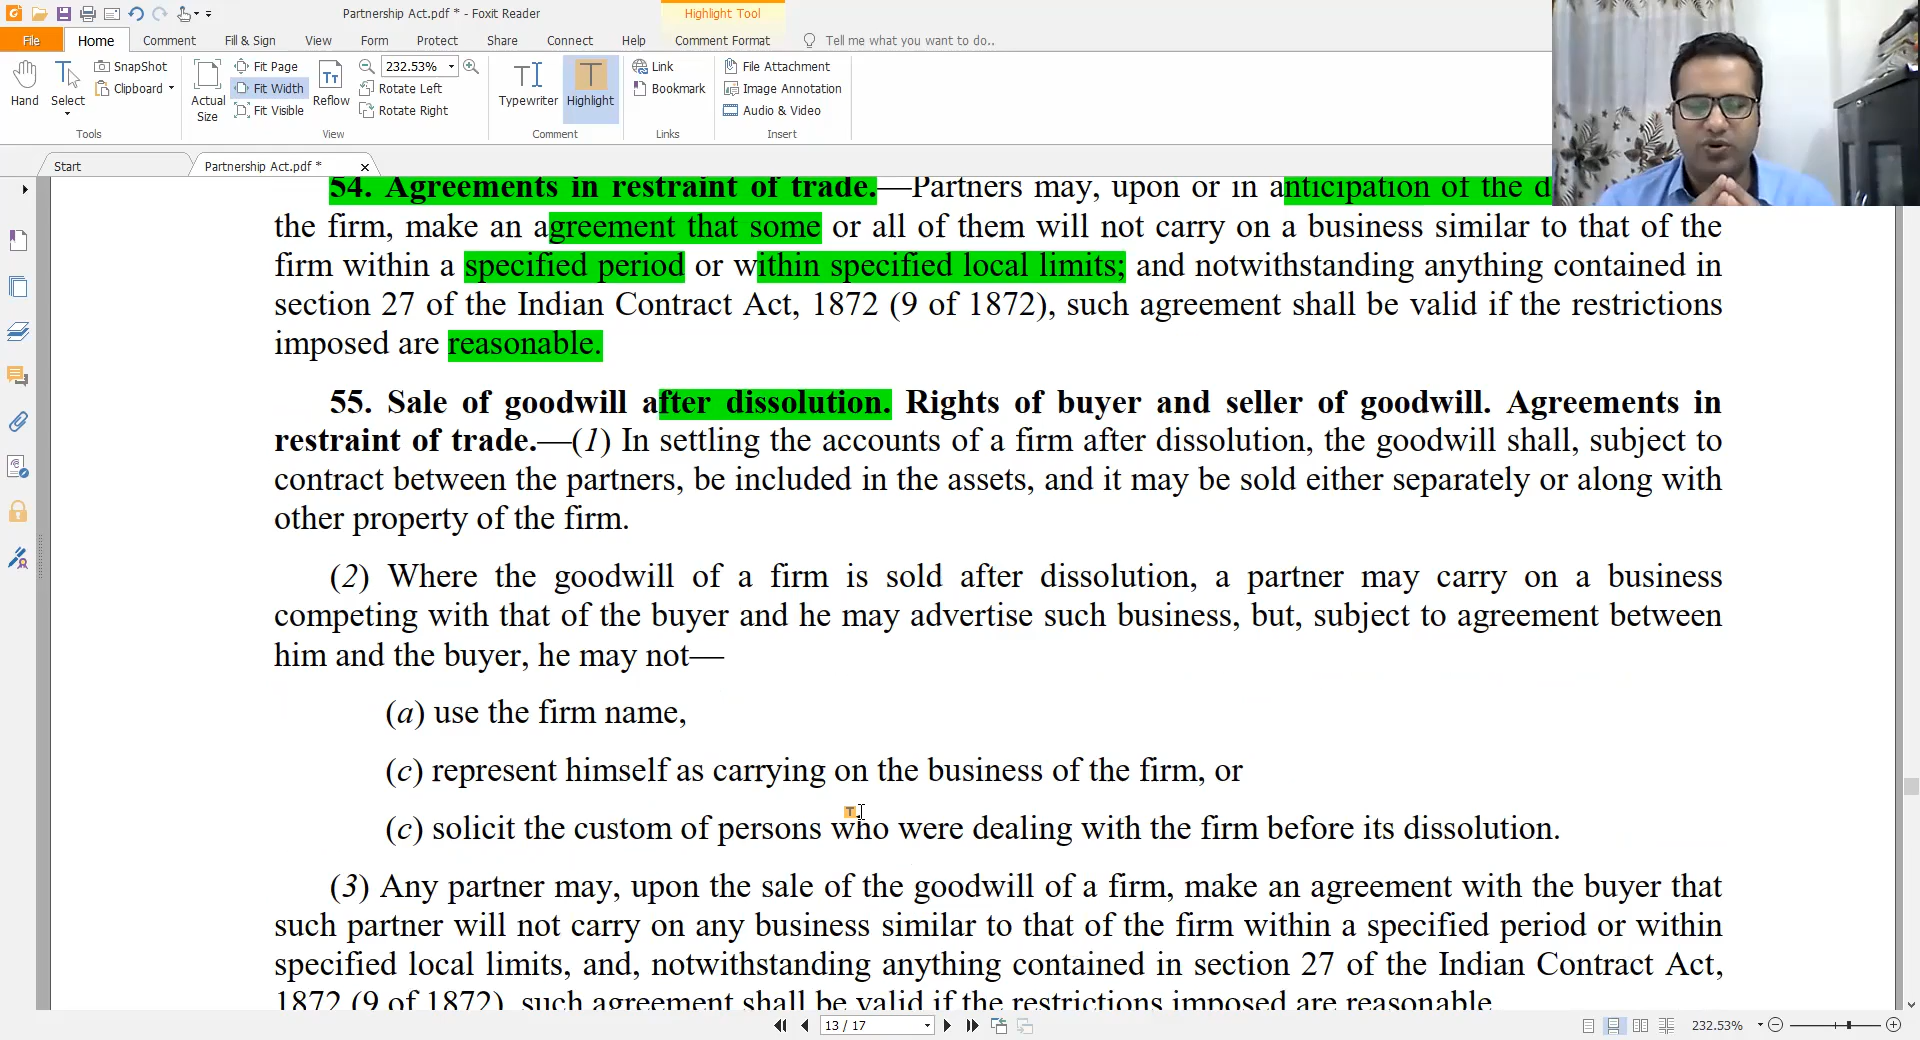 Partnership Act.pdf * - Foxit Reader
Highlight Tool
File
Home
Comment
Fill & Sign
View
Form
Protect
Share
Connect
Help
Comment Format
Tell me what you want to do..
Hand
Select
SnapShot
Clipboard
Actual Size
Fit Page
Fit Width
Fit Visible
Reflow
232.53%
Rotate Left
Rotate Right
Typewriter
Highlight
Link
Bookmark
File Attachment
Image Annotation
Audio & Video
Tools
View
Comment
Links
Insert
Start
Partnership Act.pdf *
54. Agreements in restraint of trade.—Partners may, upon or in anticipation of the d
the firm, make an agreement that some or all of them will not carry on a business similar to that of the
firm within a specified period or within specified local limits; and notwithstanding anything contained in
section 27 of the Indian Contract Act, 1872 (9 of 1872), such agreement shall be valid if the restrictions
imposed are reasonable.
55. Sale of goodwill after dissolution. Rights of buyer and seller of goodwill. Agreements in
restraint of trade.—(1) In settling the accounts of a firm after dissolution, the goodwill shall, subject to
contract between the partners, be included in the assets, and it may be sold either separately or along with
other property of the firm.
(2) Where the goodwill of a firm is sold after dissolution, a partner may carry on a business
competing with that of the buyer and he may advertise such business, but, subject to agreement between
him and the buyer, he may not—
(a) use the firm name,
(c) represent himself as carrying on the business of the firm, or
(c) solicit the custom of persons who were dealing with the firm before its dissolution.
(3) Any partner may, upon the sale of the goodwill of a firm, make an agreement with the buyer that
such partner will not carry on any business similar to that of the firm within a specified period or within
specified local limits, and, notwithstanding anything contained in section 27 of the Indian Contract Act,
1872 (9 of 1872), such agreement shall be valid if the restrictions imposed are reasonable.
13 / 17
232.53%